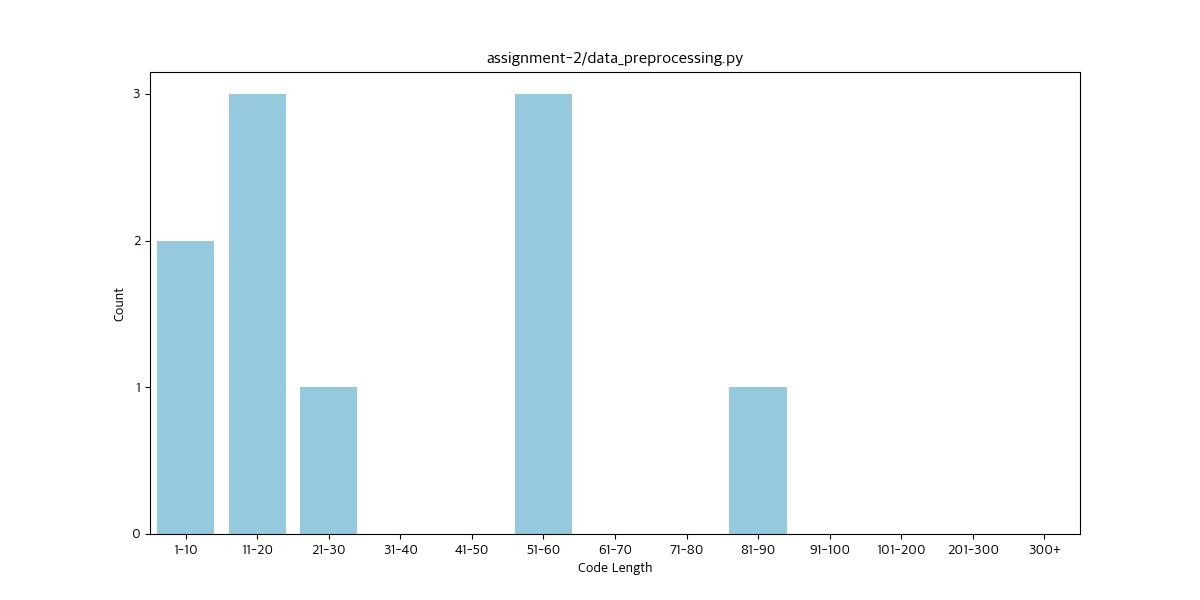 assignment-2/data_preprocessing.py
3
2
1
0
Count
1-10 11-20 21-30 31-40 41-50 51-60 61-70 71-80 81-90 91-100 101-200 201-300 300+
Code Length